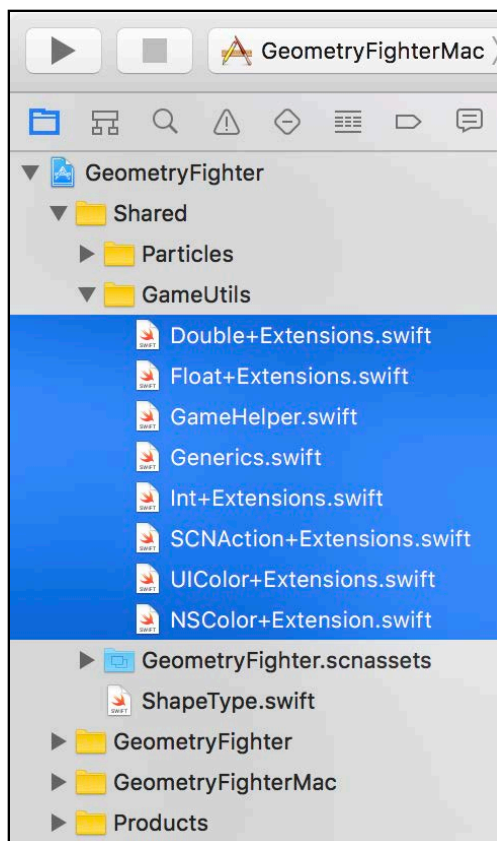 GeometryFighterMac
GeometryFighter
Shared
Particles
GameUtils
Double+Extensions.swift
Float+Extensions.swift
GameHelper.swift
Generics.swift
Int+Extensions.swift
SCNAction+Extensions.swift
UIColor+Extensions.swift
NSColor+Extension.swift
GeometryFighter.scnassets
ShapeType.swift
GeometryFighter
GeometryFighterMac
Products